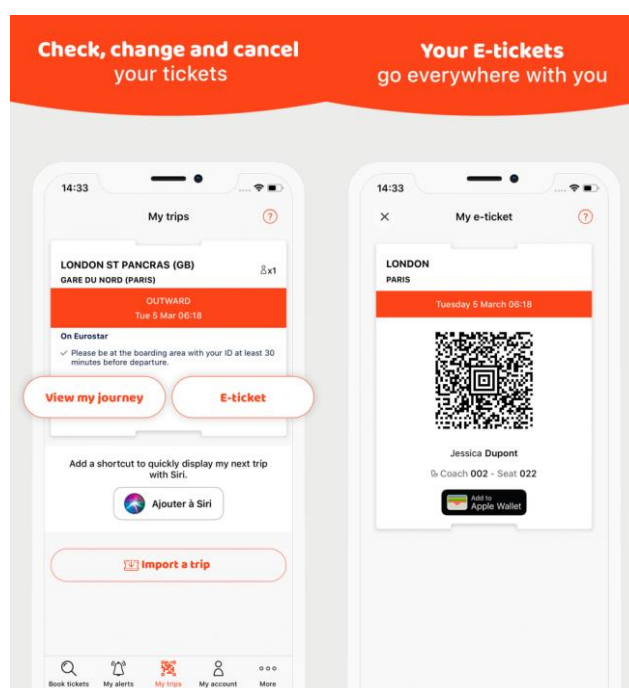 Check, change and cancel
your tickets
14:33
My trips
?
LONDON ST PANCRAS (GB)
x1
GARE DU NORD (PARIS)
OUTWARD
Tue 5 Mar 06:18
On Eurostar
Please be at the boarding area with your ID at least 30
minutes before departure.
View my journey
E-ticket
Add a shortcut to quickly display my next trip
with Siri.
Ajouter à Siri
Import a trip
Book tickets
My alerts
My trips
My account
More
Your E-tickets
go everywhere with you
14:33
My e-ticket
?
LONDON
PARIS
Tuesday 5 March 06:18
Jessica Dupont
Coach 002 - Seat 022
Add to
Apple Wallet